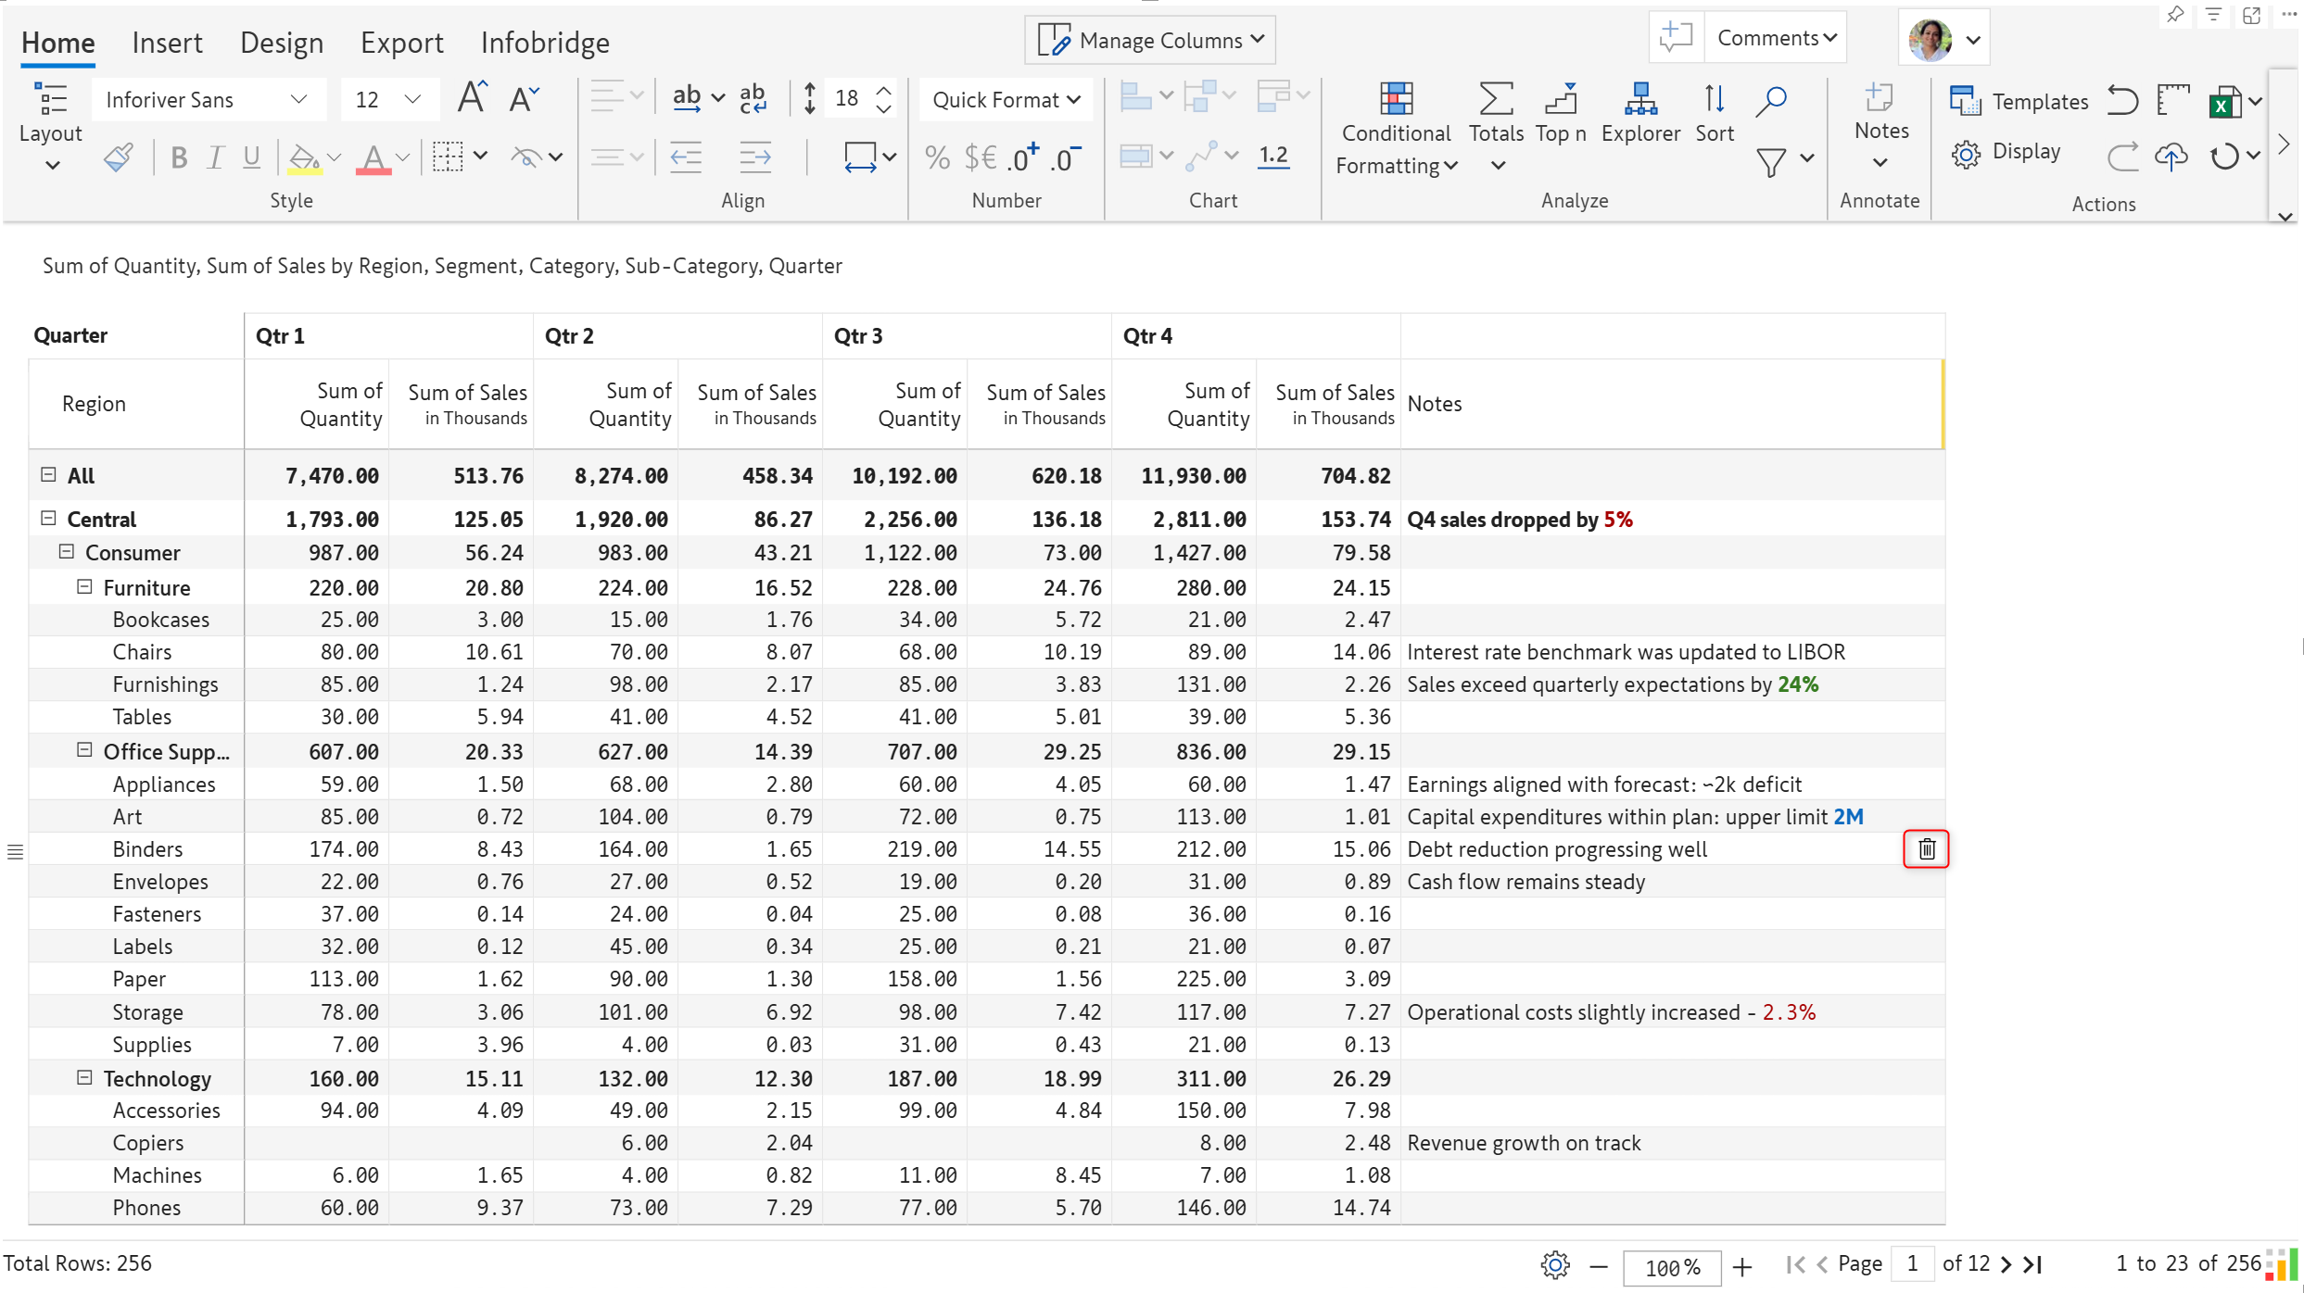 Home Insert Design Export Infobridge Manage Columns Comments
Inforiver Sans 12 18 Quick Format Templates
Layout Conditional Formatting Totals Top n Explorer Sort Notes Display
B I U A ab ab c % $€ .0+ .0- 1.2
Style Align Number Chart Analyze Annotate Actions
Sum of Quantity, Sum of Sales by Region, Segment, Category, Sub-Category, Quarter
Quarter Qtr 1 Qtr 2 Qtr 3 Qtr 4
Region Sum of Quantity Sum of Sales in Thousands Sum of Quantity Sum of Sales in Thousands Sum of Quantity Sum of Sales in Thousands Sum of Quantity Sum of Sales in Thousands Notes
All 7,470.00 513.76 8,274.00 458.34 10,192.00 620.18 11,930.00 704.82
Central 1,793.00 125.05 1,920.00 86.27 2,256.00 136.18 2,811.00 153.74 Q4 sales dropped by 5%
Consumer 987.00 56.24 983.00 43.21 1,122.00 73.00 1,427.00 79.58
Furniture 220.00 20.80 224.00 16.52 228.00 24.76 280.00 24.15
Bookcases 25.00 3.00 15.00 1.76 34.00 5.72 21.00 2.47
Chairs 80.00 10.61 70.00 8.07 68.00 10.19 89.00 14.06 Interest rate benchmark was updated to LIBOR
Furnishings 85.00 1.24 98.00 2.17 85.00 3.83 131.00 2.26 Sales exceed quarterly expectations by 24%
Tables 30.00 5.94 41.00 4.52 41.00 5.01 39.00 5.36
Office Supp... 607.00 20.33 627.00 14.39 707.00 29.25 836.00 29.15
Appliances 59.00 1.50 68.00 2.80 60.00 4.05 60.00 1.47 Earnings aligned with forecast: ~2k deficit
Art 85.00 0.72 104.00 0.79 72.00 0.75 113.00 1.01 Capital expenditures within plan: upper limit 2M
Binders 174.00 8.43 164.00 1.65 219.00 14.55 212.00 15.06 Debt reduction progressing well
Envelopes 22.00 0.76 27.00 0.52 19.00 0.20 31.00 0.89 Cash flow remains steady
Fasteners 37.00 0.14 24.00 0.04 25.00 0.08 36.00 0.16
Labels 32.00 0.12 45.00 0.34 25.00 0.21 21.00 0.07
Paper 113.00 1.62 90.00 1.30 158.00 1.56 225.00 3.09
Storage 78.00 3.06 101.00 6.92 98.00 7.42 117.00 7.27 Operational costs slightly increased - 2.3%
Supplies 7.00 3.96 4.00 0.03 31.00 0.43 21.00 0.13
Technology 160.00 15.11 132.00 12.30 187.00 18.99 311.00 26.29
Accessories 94.00 4.09 49.00 2.15 99.00 4.84 150.00 7.98
Copiers 6.00 2.04 8.00 2.48 Revenue growth on track
Machines 6.00 1.65 4.00 0.82 11.00 8.45 7.00 1.08
Phones 60.00 9.37 73.00 7.29 77.00 5.70 146.00 14.74
Total Rows: 256 100% Page 1 of 12 1 to 23 of 256